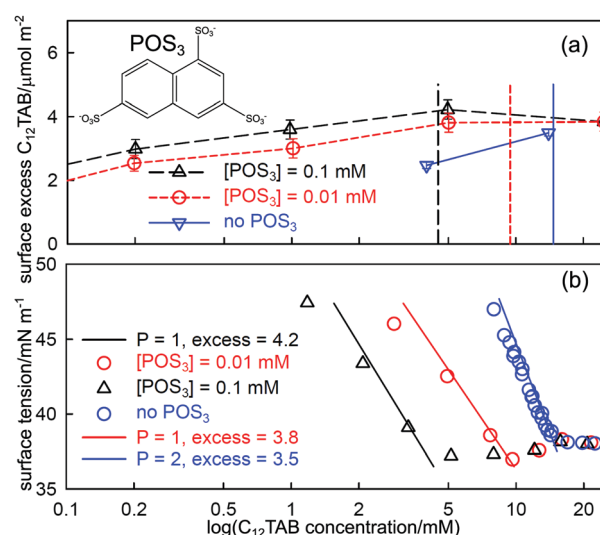 surface excess C12TAB/μmol m-2
6
4
2
0
POS3
SO3-
-O3S
SO3-
(a)
[POS3] = 0.1 mM
[POS3] = 0.01 mM
no POS3
surface tension/mN m-1
50
45
40
35
(b)
P = 1, excess = 4.2
[POS3] = 0.01 mM
[POS3] = 0.1 mM
no POS3
P = 1, excess = 3.8
P = 2, excess = 3.5
0.1 0.2 0.5 1 2 5 10 20
log(C12TAB concentration/mM)